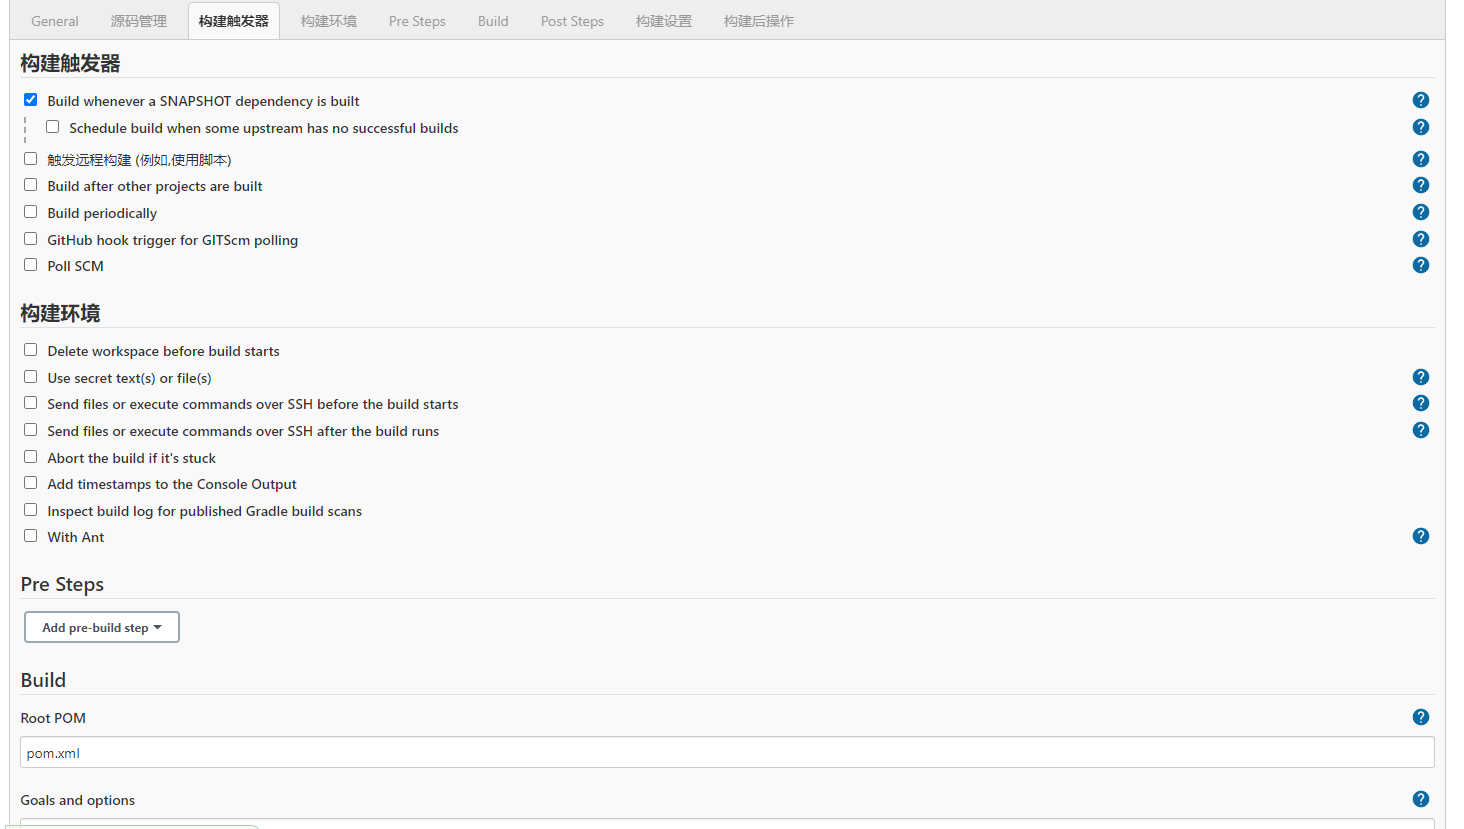 General 源码管理 构建触发器 构建环境 Pre Steps Build Post Steps 构建设置 构建后操作
构建触发器
Build whenever a SNAPSHOT dependency is built
Schedule build when some upstream has no successful builds
触发远程构建 (例如,使用脚本)
Build after other projects are built
Build periodically
GitHub hook trigger for GITScm polling
Poll SCM
构建环境
Delete workspace before build starts
Use secret text(s) or file(s)
Send files or execute commands over SSH before the build starts
Send files or execute commands over SSH after the build runs
Abort the build if it's stuck
Add timestamps to the Console Output
Inspect build log for published Gradle build scans
With Ant
Pre Steps
Add pre-build step
Build
Root POM
pom.xml
Goals and options